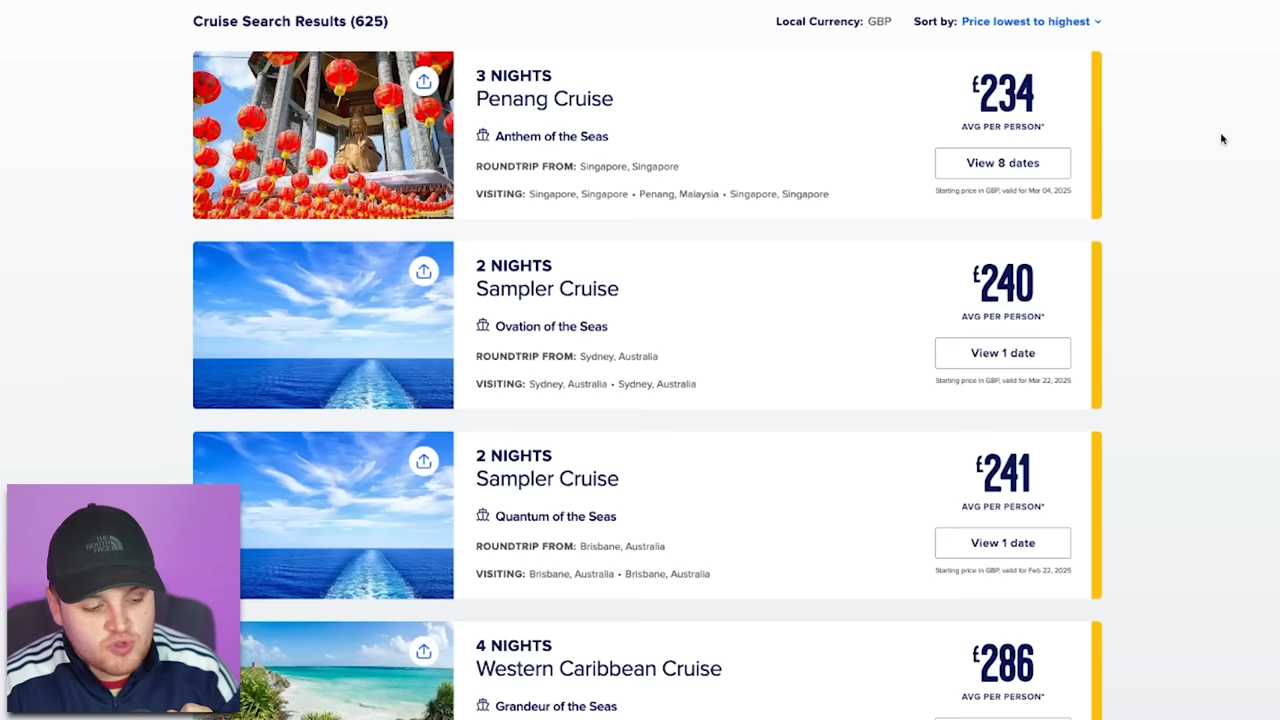 Cruise Search Results (625)
Local Currency: GBP
Sort by: Price lowest to highest
3 NIGHTS
Penang Cruise
Anthem of the Seas
ROUNDTRIP FROM: Singapore, Singapore
VISITING: Singapore, Singapore • Penang, Malaysia • Singapore, Singapore
£234
AVG PER PERSON*
View 8 dates
Starting price in GBP, valid for Mar 04, 2025
2 NIGHTS
Sampler Cruise
Ovation of the Seas
ROUNDTRIP FROM: Sydney, Australia
VISITING: Sydney, Australia • Sydney, Australia
£240
AVG PER PERSON*
View 1 date
Starting price in GBP, valid for Mar 22, 2025
2 NIGHTS
Sampler Cruise
Quantum of the Seas
ROUNDTRIP FROM: Brisbane, Australia
VISITING: Brisbane, Australia • Brisbane, Australia
£241
AVG PER PERSON*
View 1 date
Starting price in GBP, valid for Feb 22, 2025
4 NIGHTS
Western Caribbean Cruise
Grandeur of the Seas
£286
AVG PER PERSON*
THE
NORTH
FACE